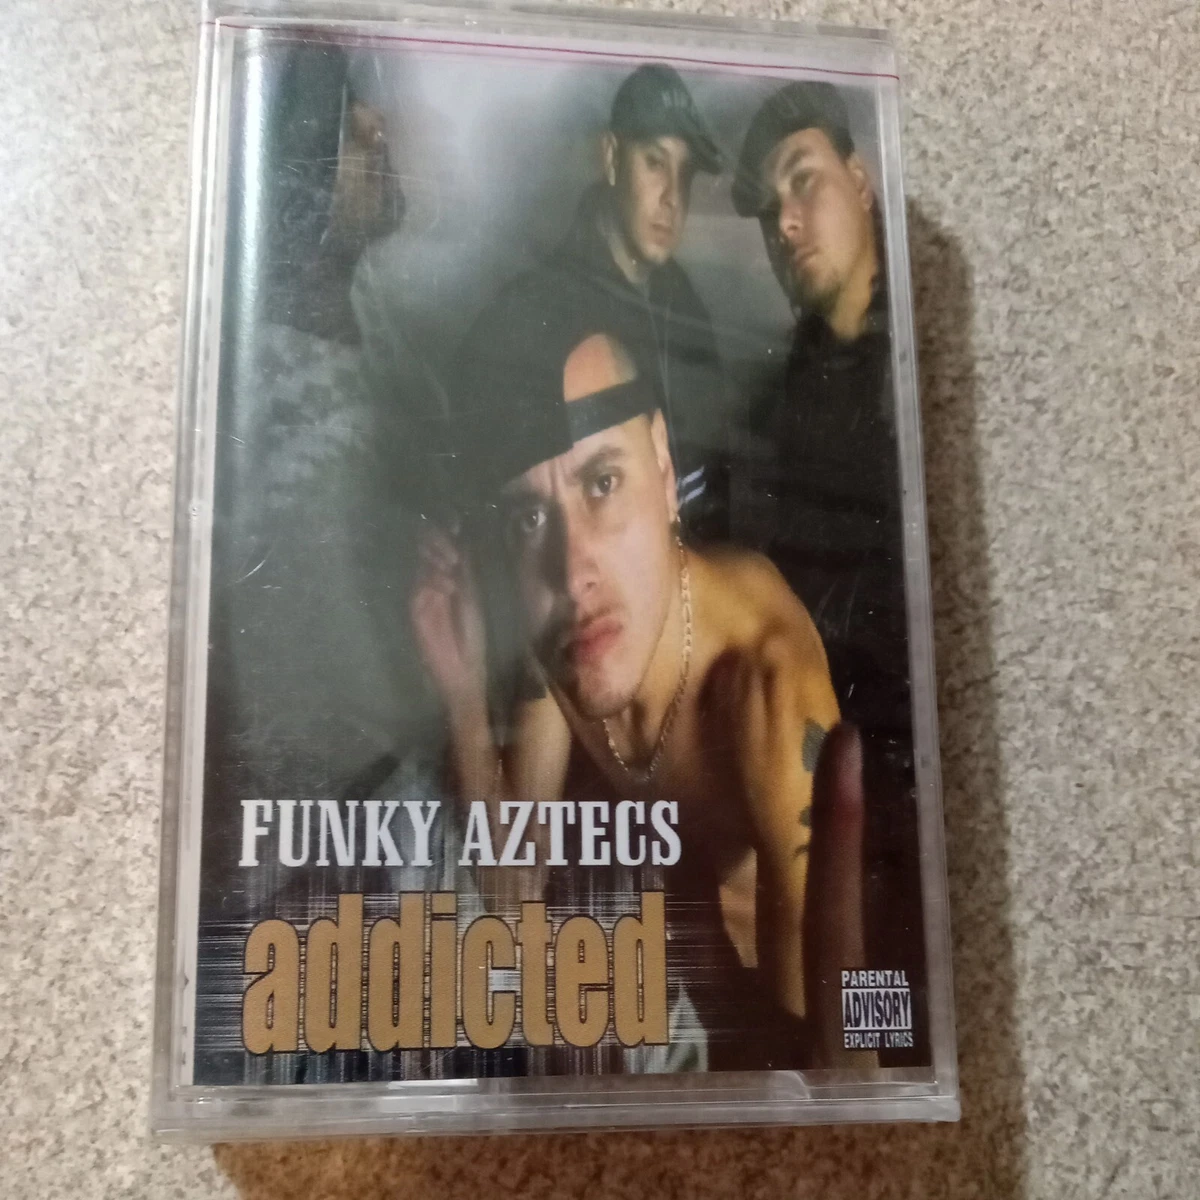 FUNKY AZTECS
addicted
PARENTAL
ADVISORY
EXPLICIT LYRICS